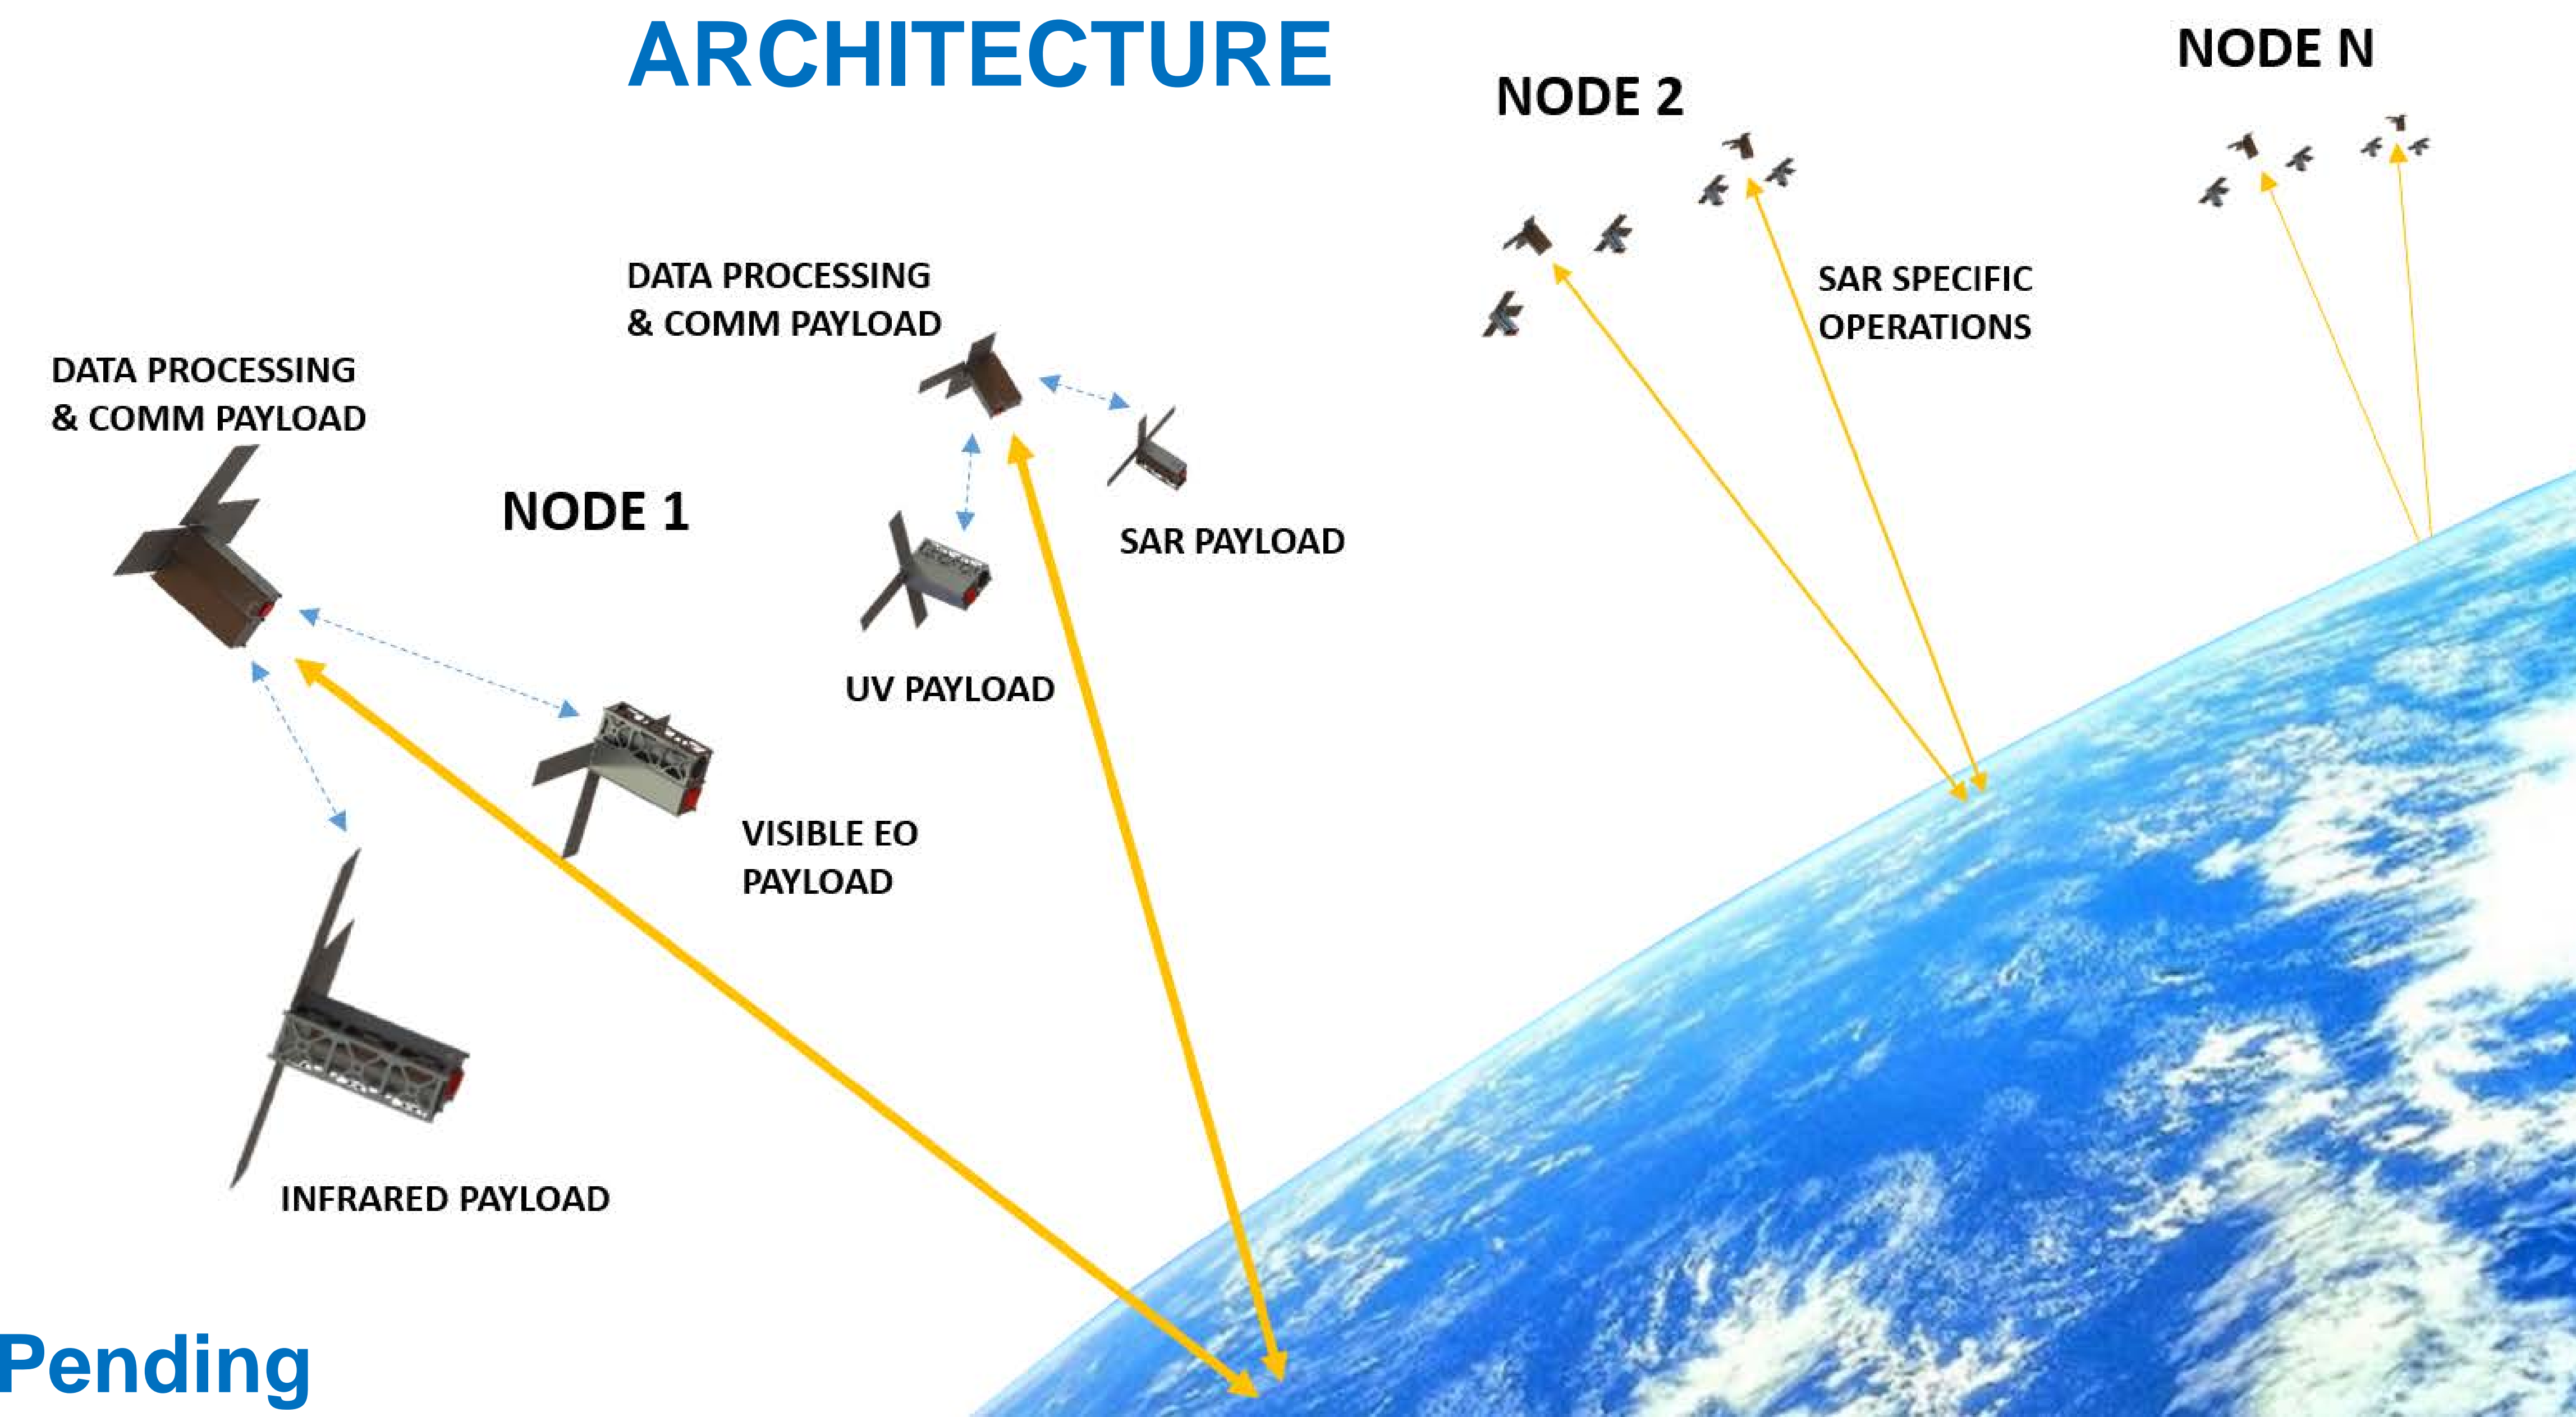 ARCHITECTURE
NODE N
NODE 2
DATA PROCESSING
& COMM PAYLOAD
SAR SPECIFIC
OPERATIONS
DATA PROCESSING
& COMM PAYLOAD
NODE 1
SAR PAYLOAD
UV PAYLOAD
VISIBLE EO
PAYLOAD
INFRARED PAYLOAD
Pending